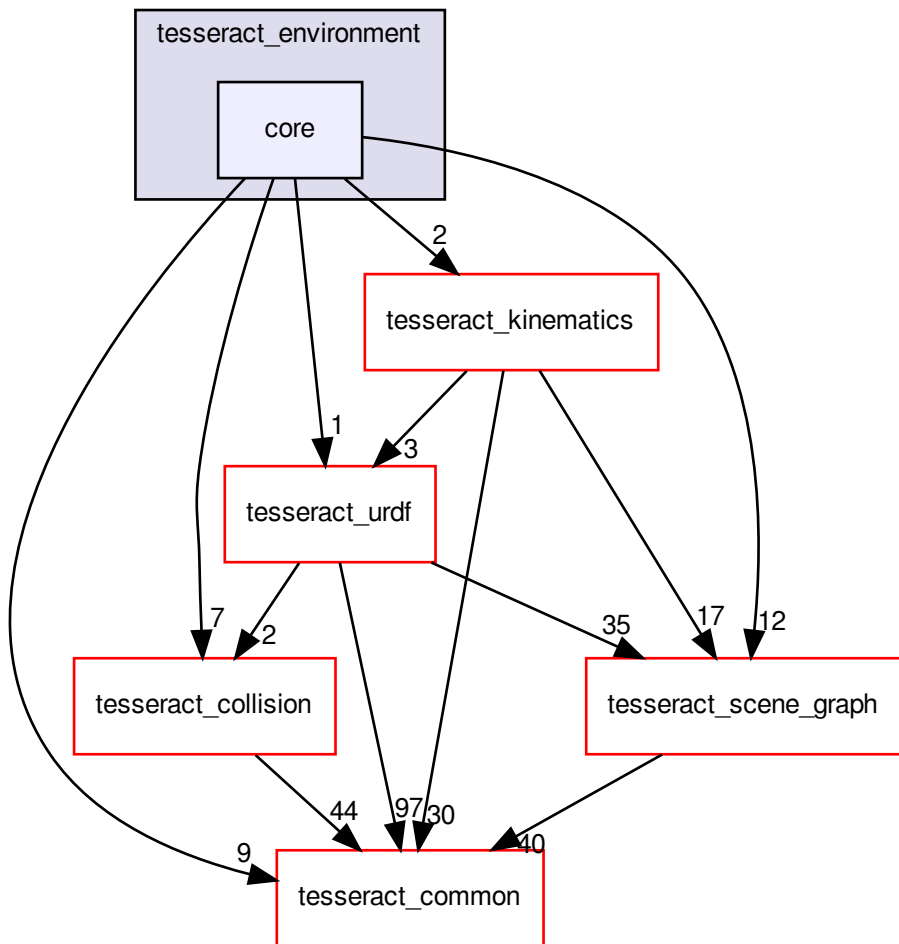 tesseract_environment
core
2
tesseract_kinematics
1
3
tesseract_urdf
7
2
35
17
12
tesseract_collision
tesseract_scene_graph
44
97
30
40
9
tesseract_common